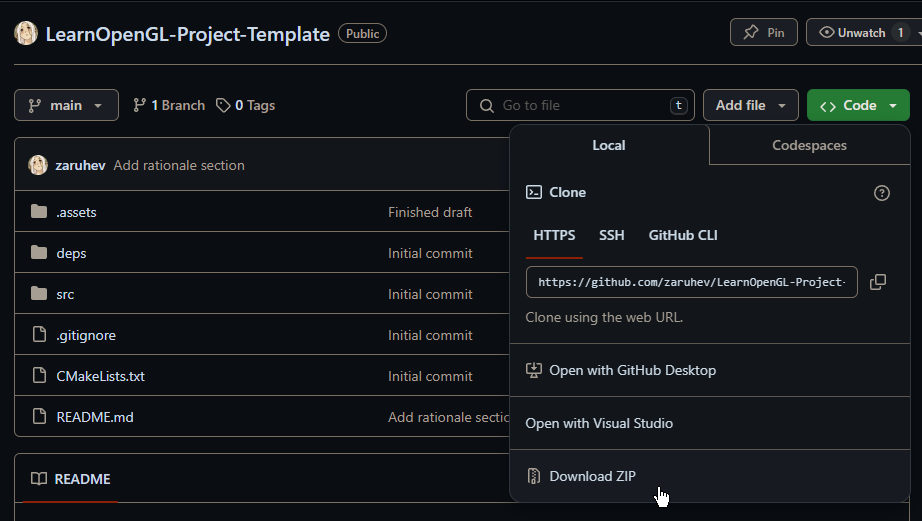 LearnOpenGL-Project-Template Public Pin Unwatch 1
main 1 Branch 0 Tags Go to file t Add file Code
Local Codespaces
zaruhev Add rationale section
Clone
.assets Finished draft
HTTPS SSH GitHub CLI
deps Initial commit
https://github.com/zaruhev/LearnOpenGL-Project-
src Initial commit
Clone using the web URL.
.gitignore Initial commit
Open with GitHub Desktop
CMakeLists.txt Initial commit
README.md Add rationale sectio
Open with Visual Studio
README
Download ZIP